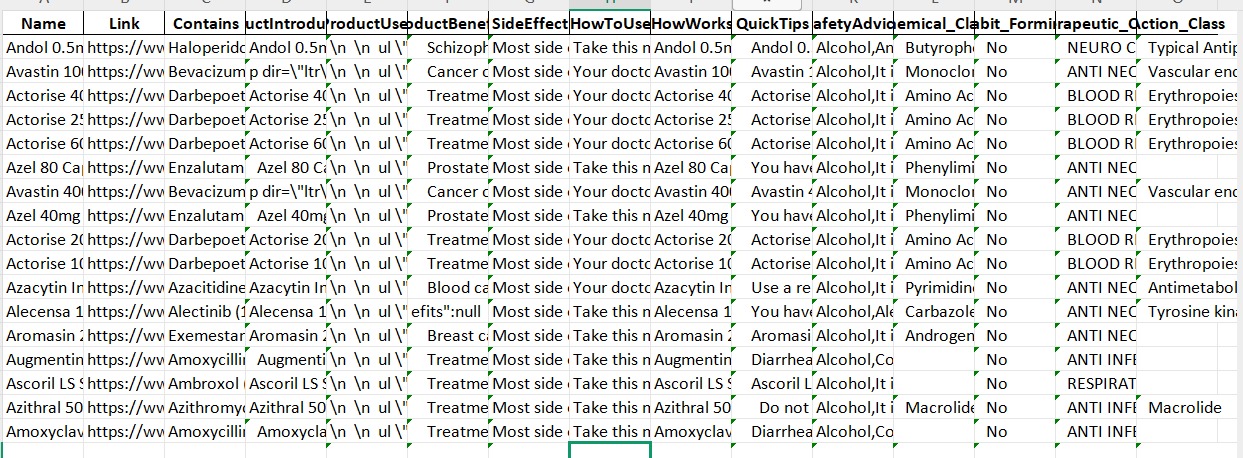 Name Link Contains uctIntrodu ProductUse oductBenef SideEffect HowToUse HowWorks QuickTips afetyAdvic emical_Cla abit_Formin rapeutic_C Action_Class
Andol 0.5n https://ww Haloperido Andol 0.5n \n \n ul \" Schizoph Most side Take this n Andol 0.5n Andol 0. Alcohol,An Butyrophe No NEURO C Typical Antip
Avastin 10 https://ww Bevacizum p dir=\"ltr\ \n \n ul \" Cancer c Most side Your docto Avastin 10 Avastin 1 Alcohol,It i Monoclon No ANTI NEC Vascular end
Actorise 40 https://ww Darbepoet Actorise 40 \n \n ul \" Treatme Most side Your docto Actorise 40 Actorise Alcohol,It i Amino Ac No BLOOD RE Erythropoies
Actorise 25 https://ww Darbepoet Actorise 25 \n \n ul \" Treatme Most side Your docto Actorise 25 Actorise Alcohol,It i Amino Ac No BLOOD RE Erythropoies
Actorise 60 https://ww Darbepoet Actorise 60 \n \n ul \" Treatme Most side Your docto Actorise 60 Actorise Alcohol,It i Amino Ac No BLOOD RE Erythropoies
Azel 80 Cap https://ww Enzalutam Azel 80 Ca \n \n ul \" Prostate Most side Take this n Azel 80 Cap You have Alcohol,It i Phenylimi No ANTI NEC
Avastin 400 https://ww Bevacizum p dir=\"ltr\ \n \n ul \" Cancer c Most side Your docto Avastin 400 Avastin 4 Alcohol,It i Monoclon No ANTI NEC Vascular end
Azel 40mg https://ww Enzalutam Azel 40mg \n \n ul \" Prostate Most side Take this n Azel 40mg You have Alcohol,It i Phenylimi No ANTI NEC
Actorise 20 https://ww Darbepoet Actorise 20 \n \n ul \" Treatme Most side Your docto Actorise 20 Actorise Alcohol,It i Amino Ac No BLOOD RE Erythropoies
Actorise 10 https://ww Darbepoet Actorise 10 \n \n ul \" Treatme Most side Your docto Actorise 10 Actorise Alcohol,It i Amino Ac No BLOOD RE Erythropoies
Azacytin In https://ww Azacitidine Azacytin In \n \n ul \" Blood ca Most side Your docto Azacytin In Use a re Alcohol,It i Pyrimidine No ANTI NEC Antimetabol
Alecensa 1 https://ww Alectinib (1 Alecensa 1 \n \n ul \" efits":null Most side Take this n Alecensa 1 You have Alcohol,Ale Carbazole No ANTI NEC Tyrosine kin
Aromasin 2 https://ww Exemestar Aromasin 2 \n \n ul \" Breast ca Most side Take this n Aromasin 2 Aromasi Alcohol,It i Androgen No ANTI NEC
Augmentin https://ww Amoxycilli Augmenti \n \n ul \" Treatme Most side Take this n Augmentin Diarrhea Alcohol,Co No ANTI INFE
Ascoril LS S https://ww Ambroxol ( Ascoril LS S \n \n ul \" Treatme Most side Take this n Ascoril LS S Ascoril L Alcohol,It i No RESPIRAT
Azithral 50 https://ww Azithromyc Azithral 50 \n \n ul \" Treatme Most side Take this n Azithral 50 Do not Alcohol,It i Macrolide No ANTI INFE Macrolide
Amoxyclav https://ww Amoxycilli Amoxycla \n \n ul \" Treatme Most side Take this n Amoxyclav Diarrhea Alcohol,Co No ANTI INFE